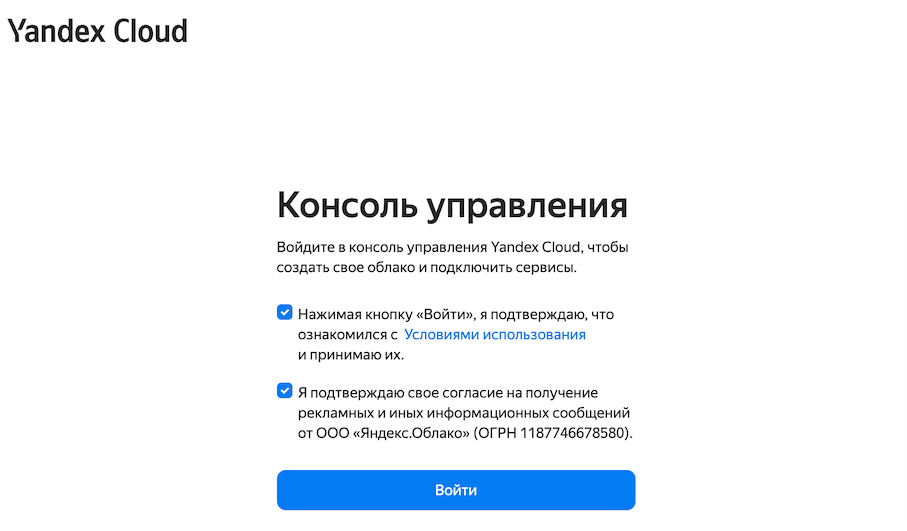 Yandex Cloud
Консоль управления
Войдите в консоль управления Yandex Cloud, чтобы
создать свое облако и подключить сервисы.
Нажимая кнопку «Войти», я подтверждаю, что
ознакомился с Условиями использования
и принимаю их.
Я подтверждаю свое согласие на получение
рекламных и иных информационных сообщений
от ООО «Яндекс.Облако» (ОГРН 1187746678580).
Войти